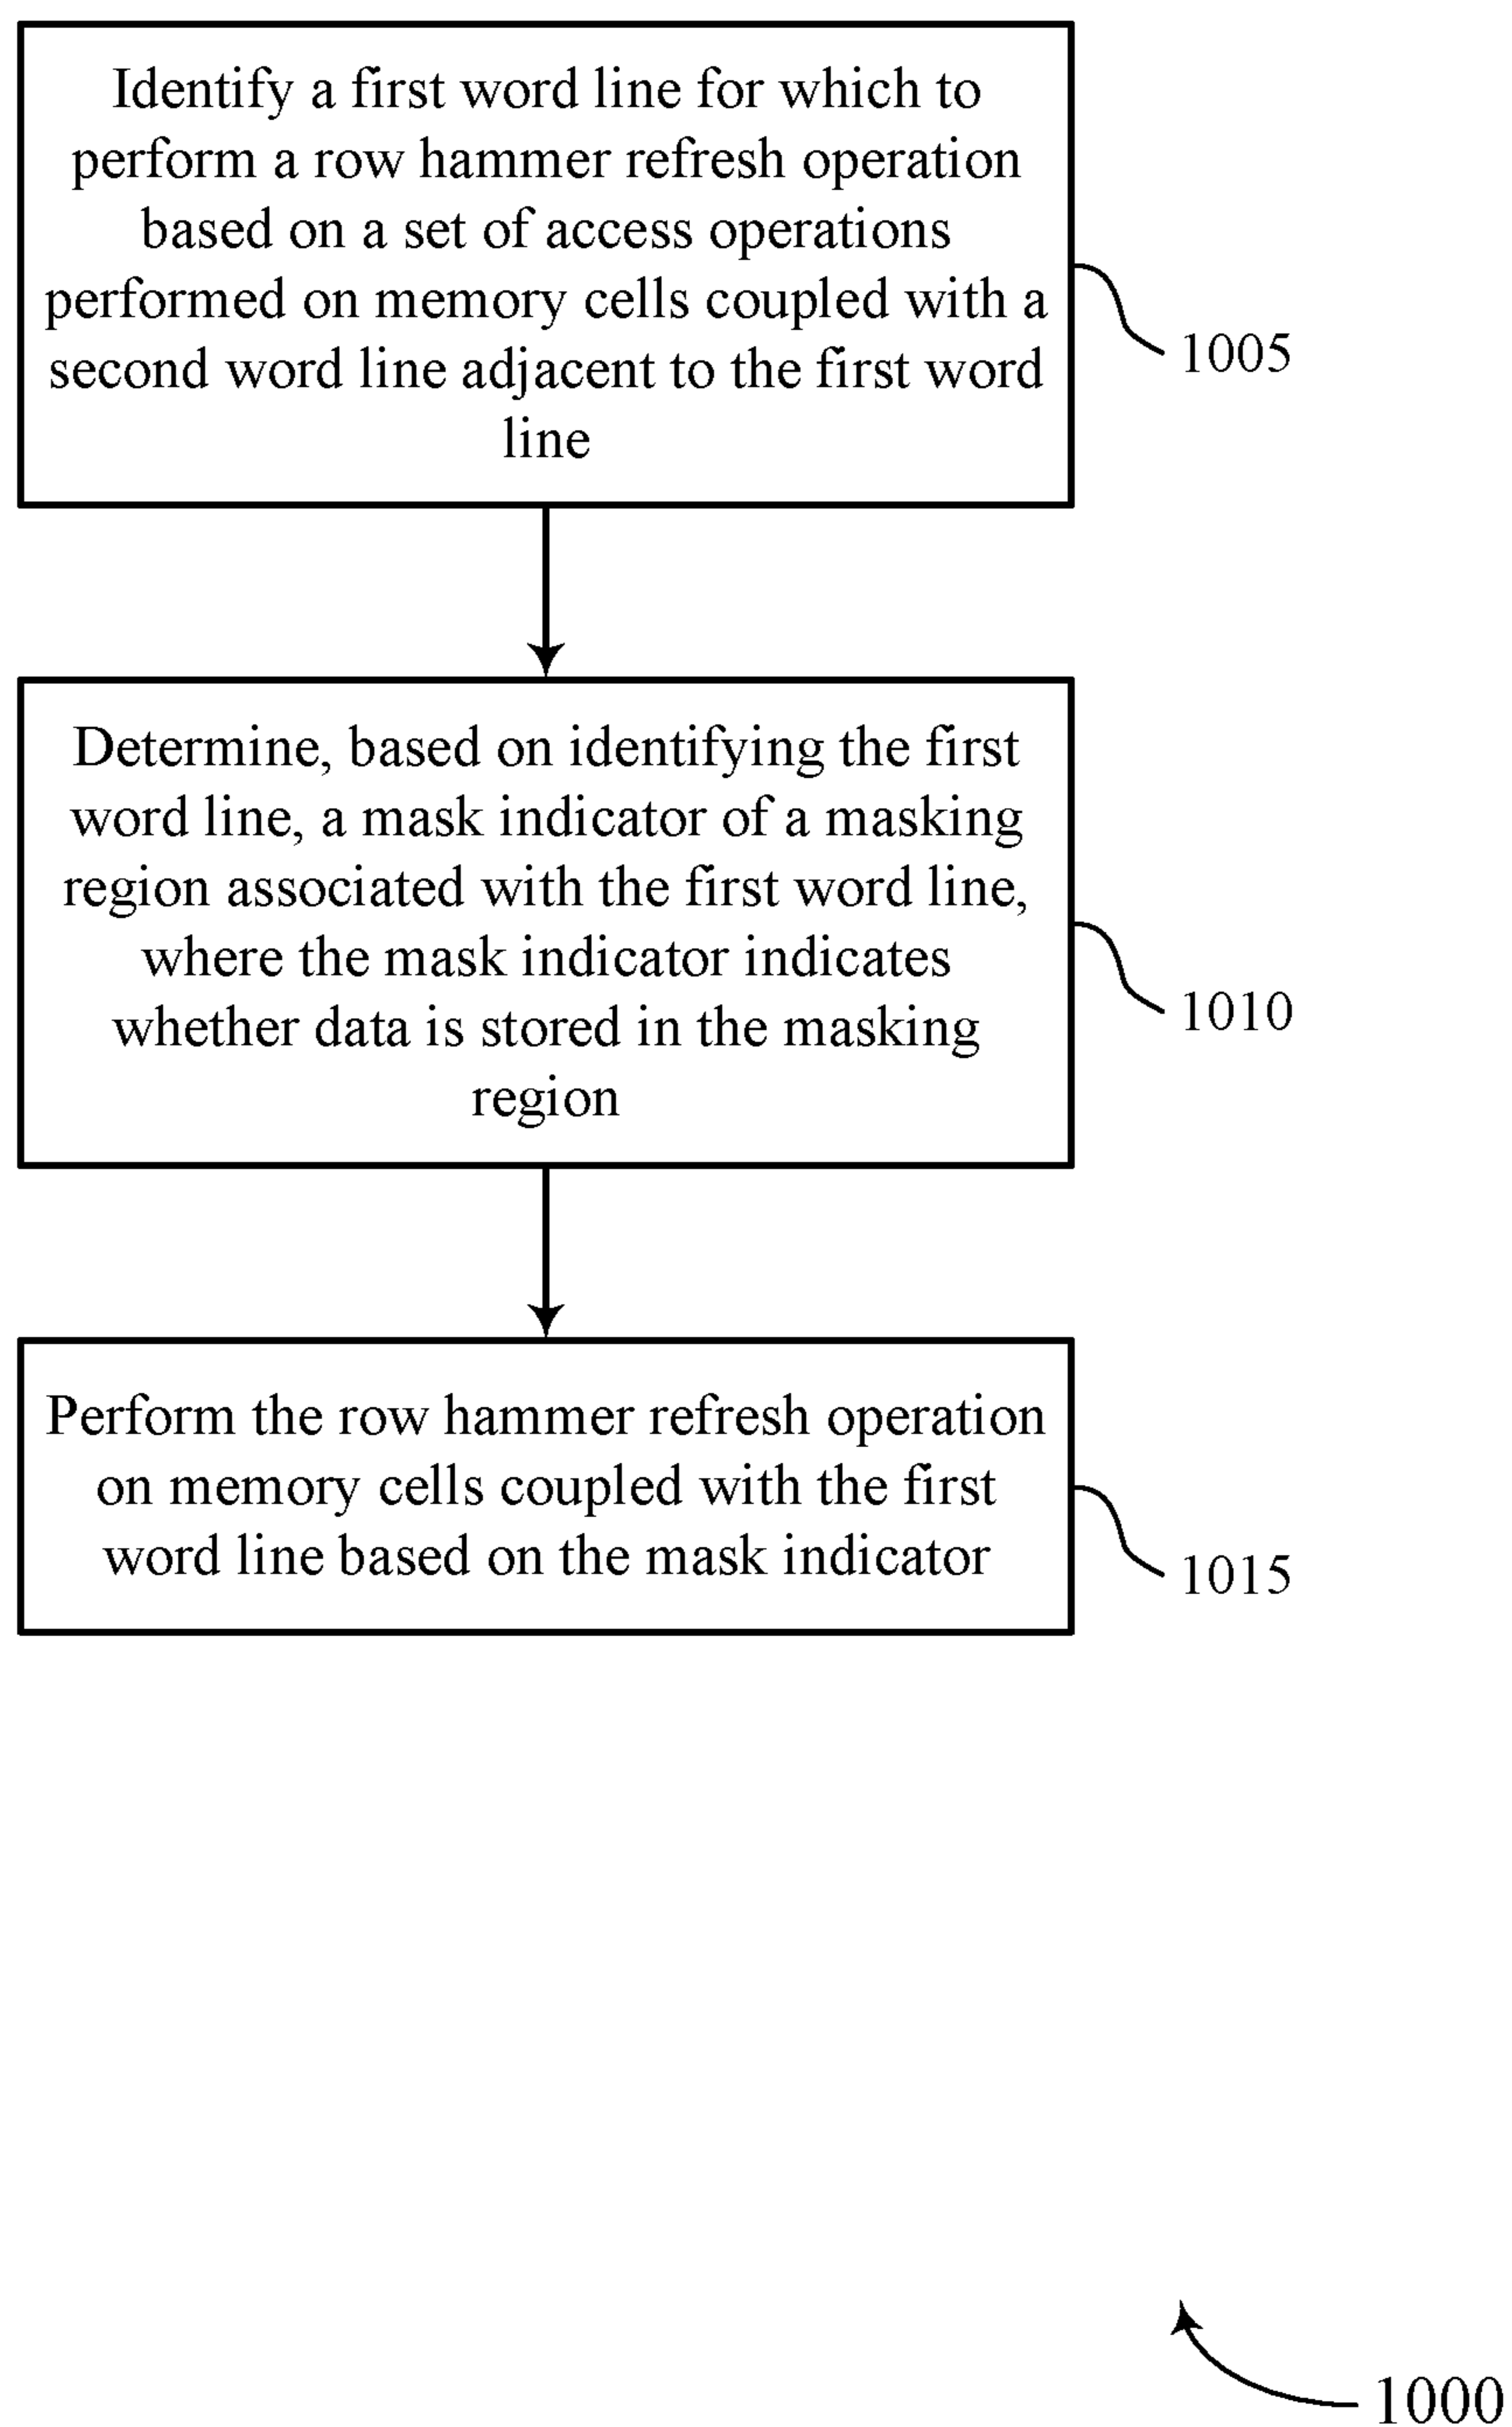 Identify a first word line for which to
perform a row hammer refresh operation
based on a set of access operations
performed on memory cells coupled with a
second word line adjacent to the first word
line
1005
Determine, based on identifying the first
word line, a mask indicator of a masking
region associated with the first word line,
where the mask indicator indicates
whether data is stored in the masking
region
1010
Perform the row hammer refresh operation
on memory cells coupled with the first
word line based on the mask indicator
1015
1000